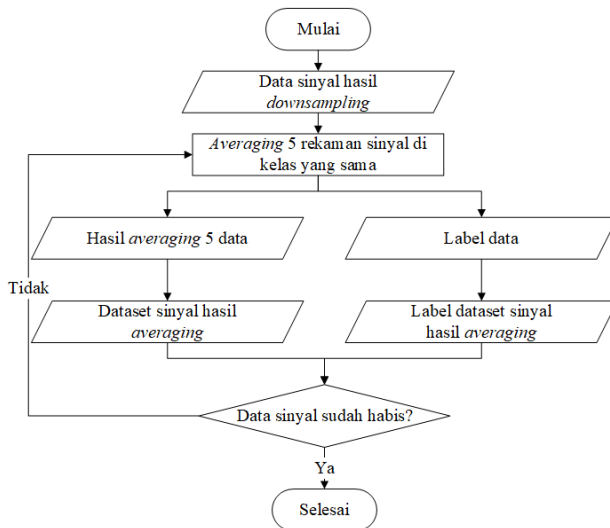 Mulai
Data sinyal hasil
downsampling
Averaging 5 rekaman sinyal di
kelas yang sama
Hasil averaging 5 data
Label data
Tidak
Dataset sinyal hasil
averaging
Label dataset sinyal
hasil averaging
Data sinyal sudah habis?
Ya
Selesai